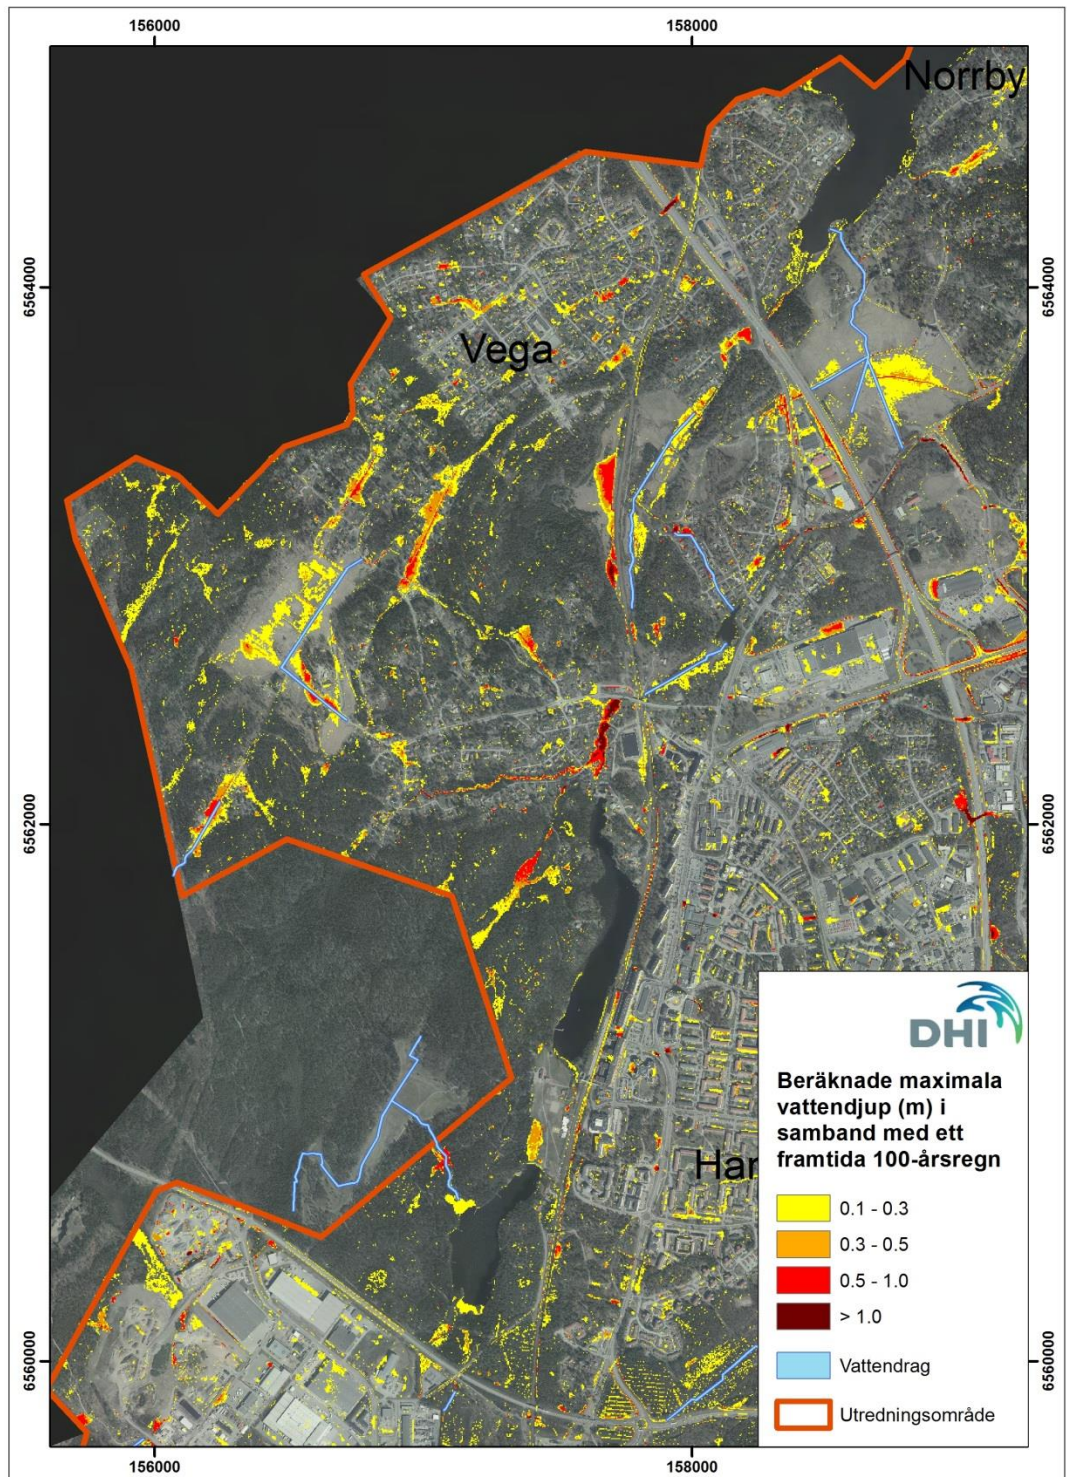 156000
158000
Norrby
6564000
6564000
Vega
6562000
6562000
DHI
Beräknade maximala
vattendjup (m) i
samband med ett
framtida 100-årsregn
Har
0.1 - 0.3
0.3 - 0.5
0.5 - 1.0
> 1.0
6560000
6560000
Vattendrag
Utredningsområde
156000
158000